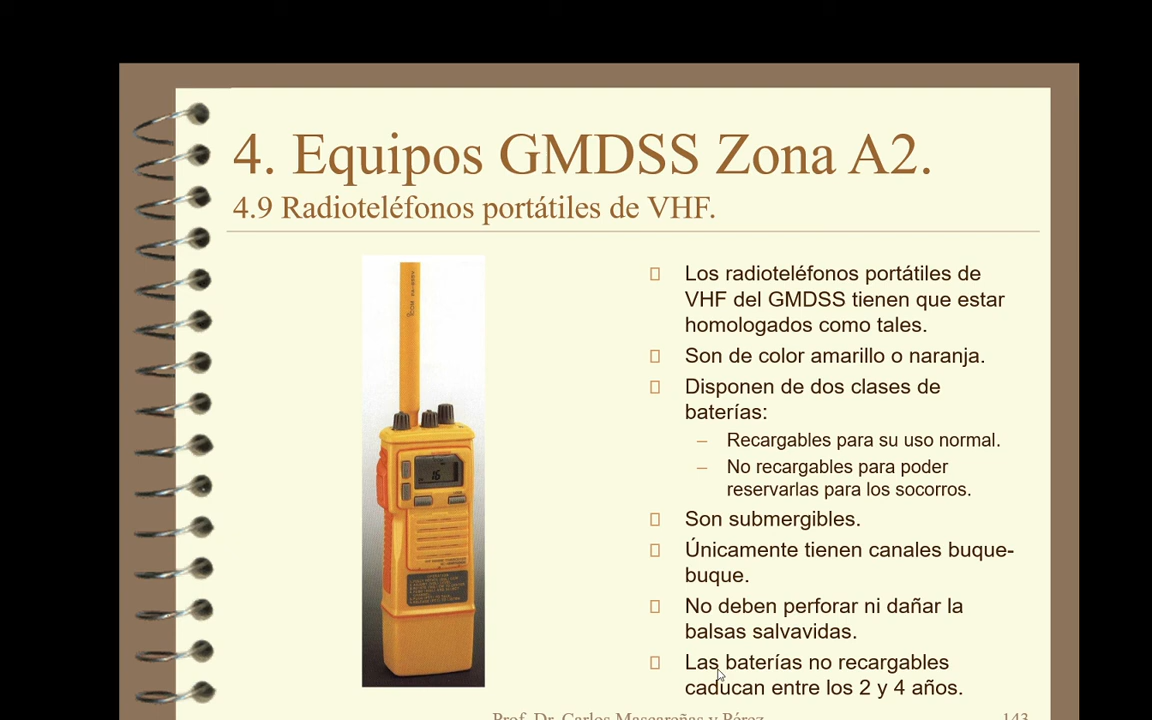 4. Equipos GMDSS Zona A2.
4.9 Radioteléfonos portátiles de VHF.
Los radioteléfonos portátiles de
VHF del GMDSS tienen que estar
homologados como tales.
Son de color amarillo o naranja.
Disponen de dos clases de
baterías:
– Recargables para su uso normal.
– No recargables para poder
reservarlas para los socorros.
Son submergibles.
Únicamente tienen canales buque-
buque.
No deben perforar ni dañar la
balsas salvavidas.
Las baterías no recargables
caducan entre los 2 y 4 años.
16
Prof. Dr. Carlos Mascareñas y Pérez
143